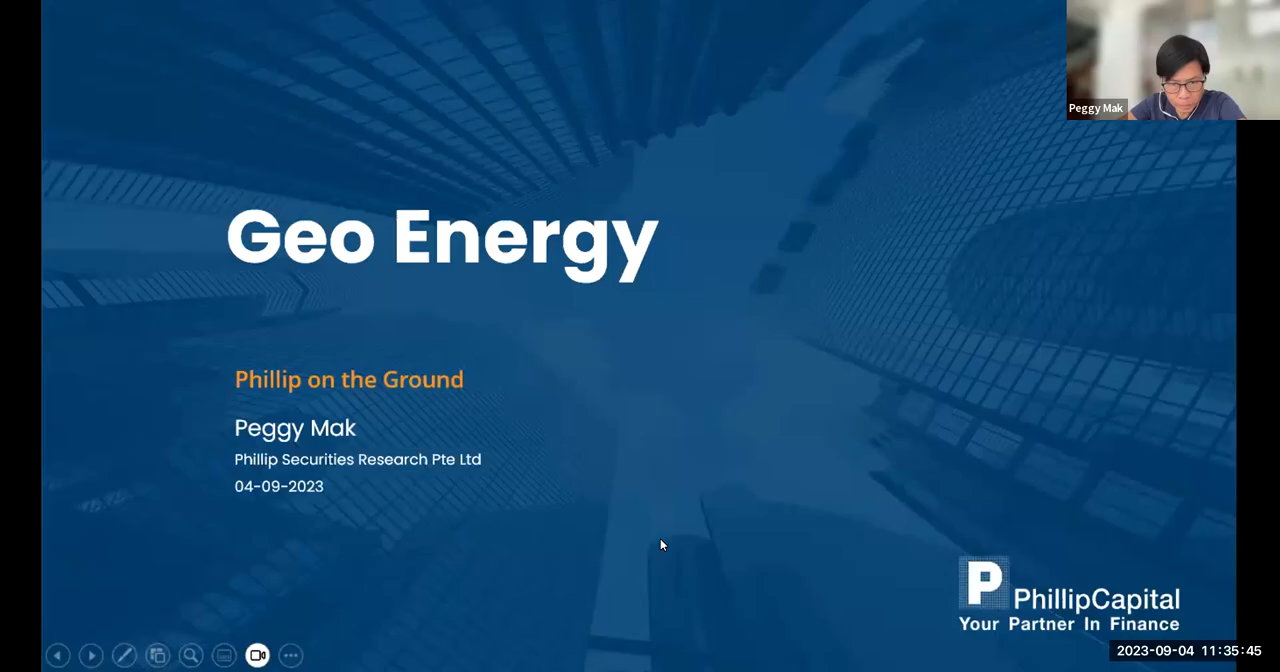 Peggy Mak
Geo Energy
Phillip on the Ground
Peggy Mak
Phillip Securities Research Pte Ltd
04-09-2023
P PhillipCapital
Your Partner In Finance
2023-09-04 11:35:45